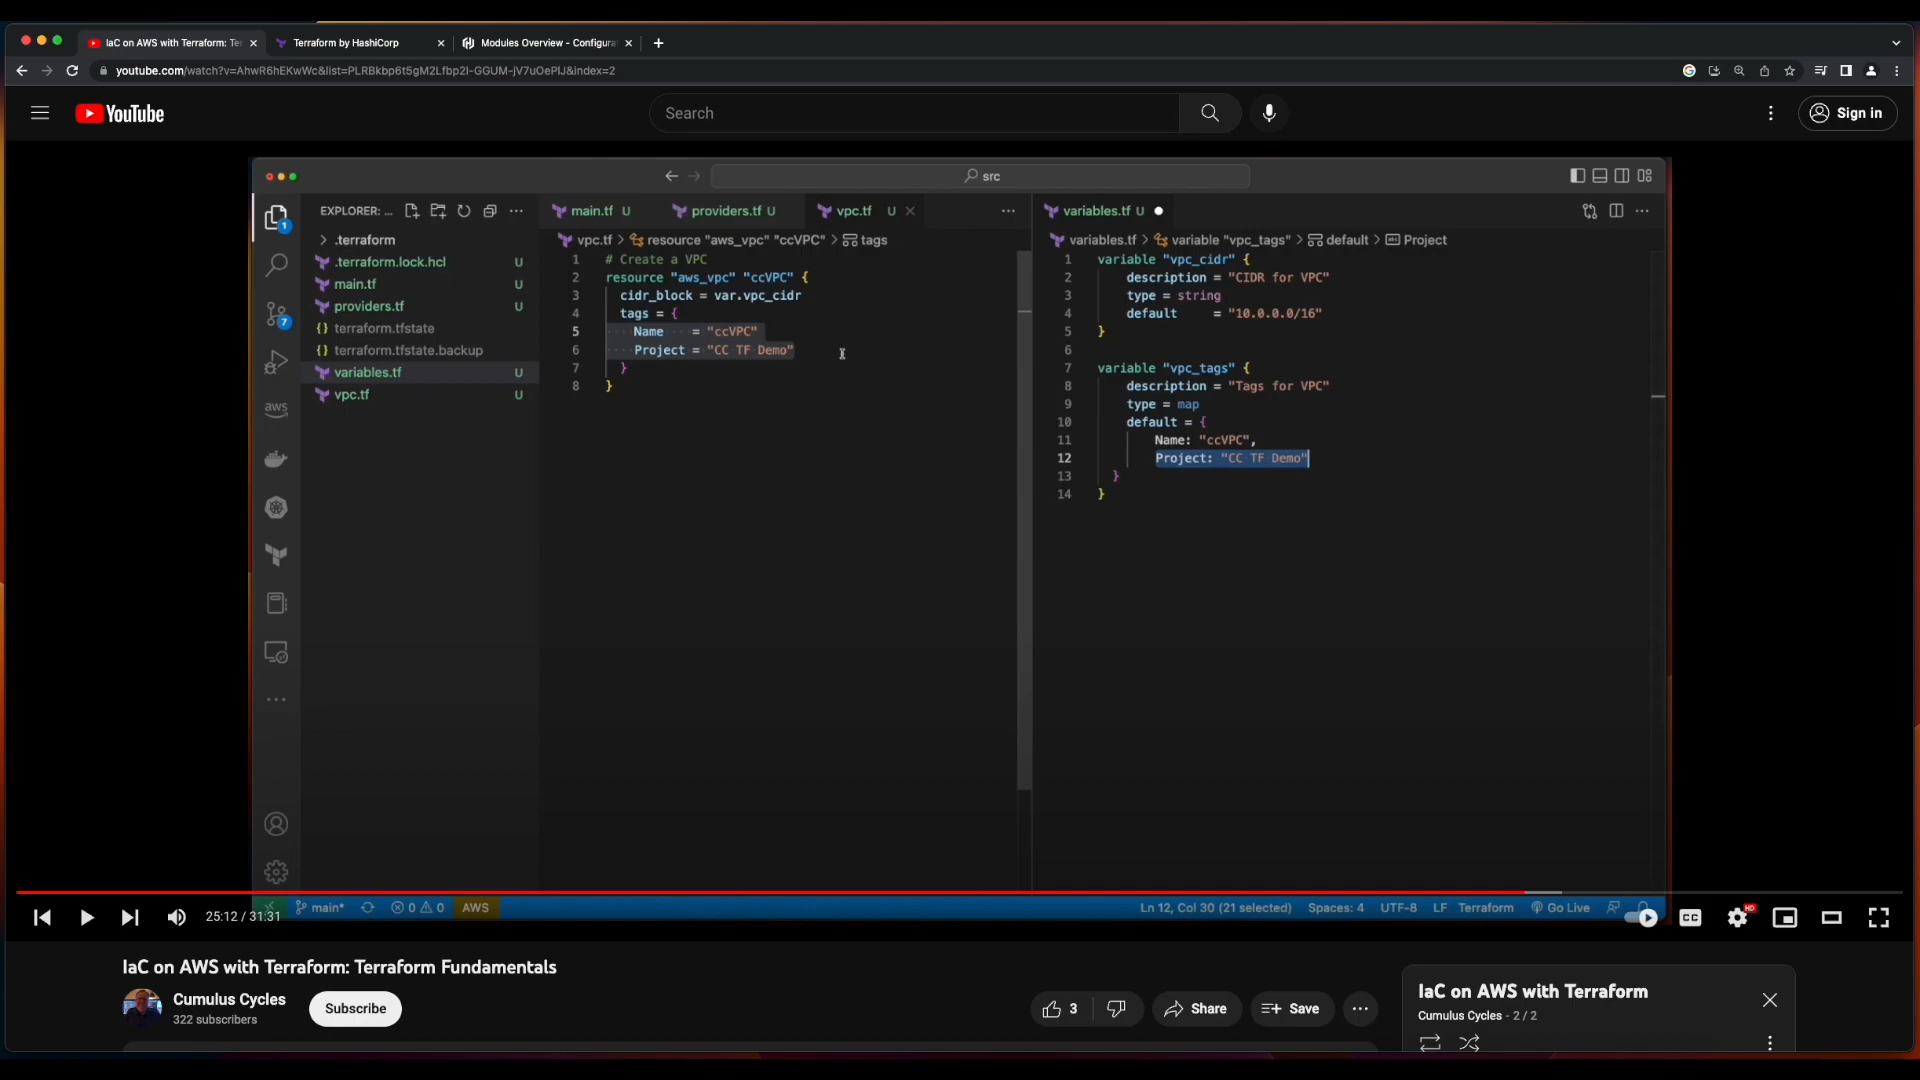 IaC on AWS with Terraform: Te
Terraform by HashiCorp
Modules Overview - Configura
youtube.com/watch?v=AhwR6hEKwWc&list=PLRBkbp6t5gM2Lfbp2l-GGUM-jV7uOePlJ&index=2
YouTube
Search
Sign in
src
EXPLORER: ...
main.tf U
providers.tf U
vpc.tf U
variables.tf U
1
.terraform
.terraform.lock.hcl U
main.tf U
providers.tf U
terraform.tfstate
terraform.tfstate.backup
variables.tf U
vpc.tf U
7
aws
vpc.tf > resource "aws_vpc" "ccVPC" > tags
1 # Create a VPC
2 resource "aws_vpc" "ccVPC" {
3 cidr_block = var.vpc_cidr
4 tags = {
5 Name = "ccVPC"
6 Project = "CC TF Demo"
7 }
8 }
variables.tf > variable "vpc_tags" > default > Project
1 variable "vpc_cidr" {
2 description = "CIDR for VPC"
3 type = string
4 default = "10.0.0.0/16"
5 }
6
7 variable "vpc_tags" {
8 description = "Tags for VPC"
9 type = map
10 default = {
11 Name: "ccVPC",
12 Project: "CC TF Demo"
13 }
14 }
main* 0 0 AWS
Ln 12, Col 30 (21 selected) Spaces: 4 UTF-8 LF Terraform Go Live
25:12 / 31:31
CC
HD
IaC on AWS with Terraform: Terraform Fundamentals
Cumulus Cycles
322 subscribers
Subscribe
3
Share
Save
IaC on AWS with Terraform
Cumulus Cycles - 2 / 2